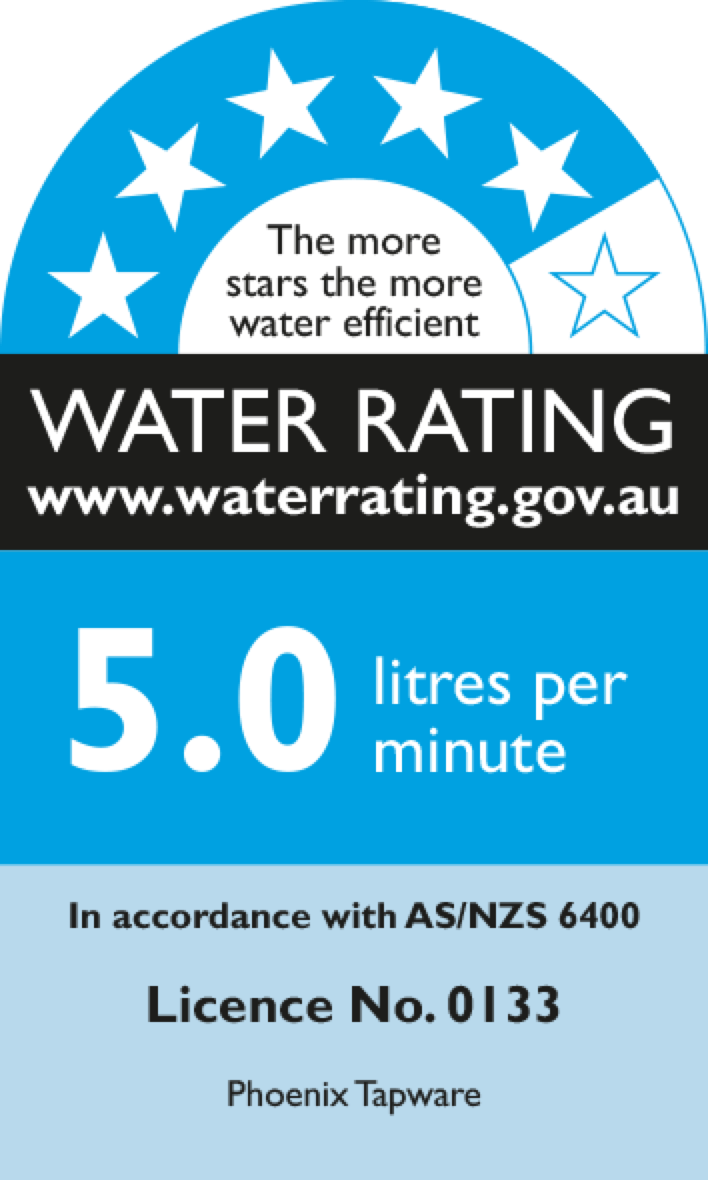 The more
stars the more
water efficient
WATER RATING
www.waterrating.gov.au
5.0 litres per
minute
In accordance with AS/NZS 6400
Licence No. 0133
Phoenix Tapware